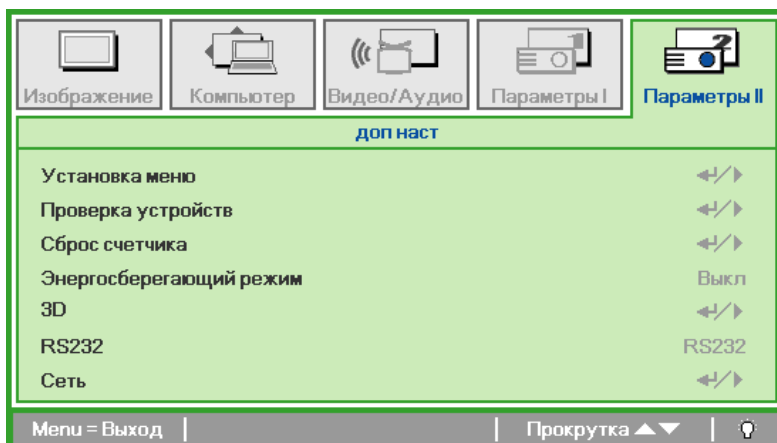 Изображение Компьютер Видео/Аудио Параметры I Параметры II
доп наст
Установка меню
Проверка устройств
Сброс счетчика
Энергосберегающий режим Выкл
3D
RS232 RS232
Сеть
Menu = Выход Прокрутка